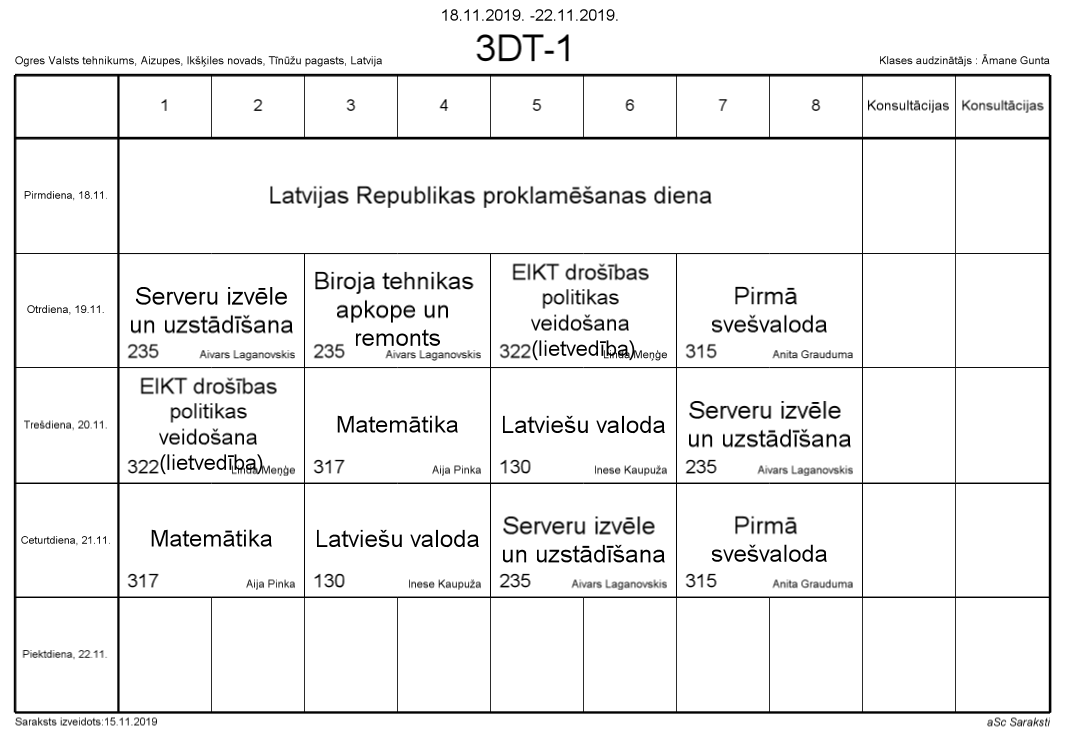 18.11.2019. -22.11.2019.
3DT-1
Ogres Valsts tehnikums, Aizupes, Ikšķiles novads, Tīnūžu pagasts, Latvija
Klases audzinātājs : Āmane Gunta
1 2 3 4 5 6 7 8 Konsultācijas Konsultācijas
Pirmdiena, 18.11.
Latvijas Republikas proklamēšanas diena
Otrdiena, 19.11.
Serveru izvēle
un uzstādīšana
235 Aivars Laganovskis
Biroja tehnikas
apkope un
remonts
235 Aivars Laganovskis
EIKT drošības
politikas
veidošana
(lietvedība)
322 Linda Meņģe
Pirmā
svešvaloda
315 Anita Grauduma
Trešdiena, 20.11.
EIKT drošības
politikas
veidošana
(lietvedība)
322 Linda Meņģe
Matemātika
317 Aija Pinka
Latviešu valoda
130 Inese Kaupuža
Serveru izvēle
un uzstādīšana
235 Aivars Laganovskis
Ceturtdiena, 21.11.
Matemātika
317 Aija Pinka
Latviešu valoda
130 Inese Kaupuža
Serveru izvēle
un uzstādīšana
235 Aivars Laganovskis
Pirmā
svešvaloda
315 Anita Grauduma
Piektdiena, 22.11.
Saraksts izveidots:15.11.2019
aSc Saraksti